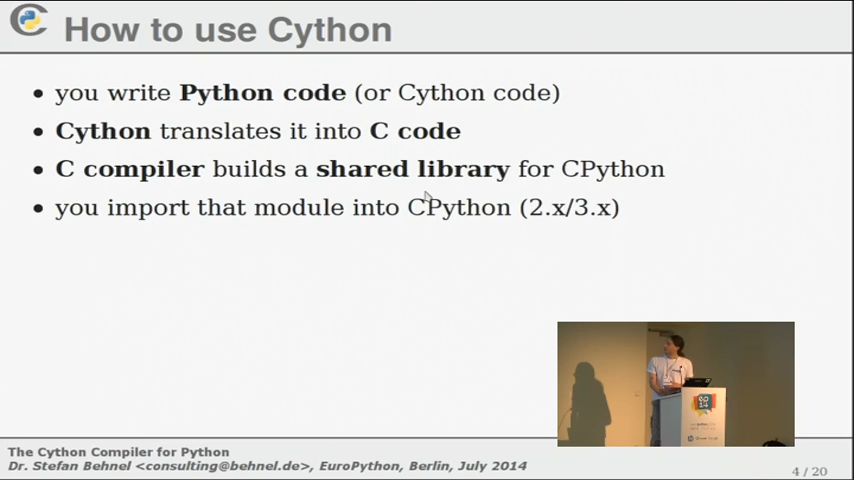 How to use Cython
• you write Python code (or Cython code)
• Cython translates it into C code
• C compiler builds a shared library for CPython
• you import that module into CPython (2.x/3.x)
The Cython Compiler for Python
Dr. Stefan Behnel <consulting@behnel.de>, EuroPython, Berlin, July 2014
4 / 20